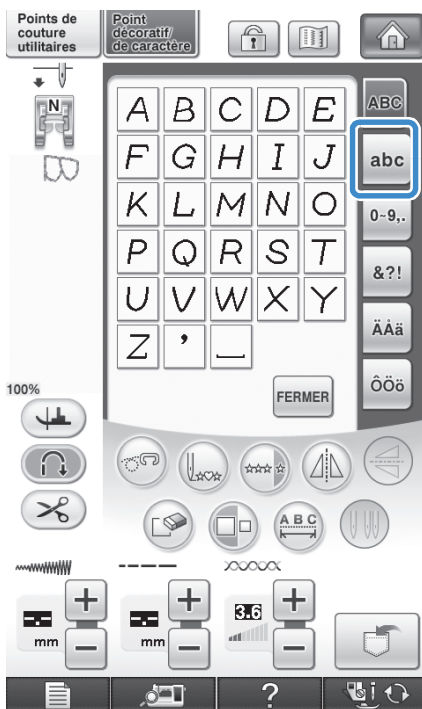 Points de
couture
utilitaires
Point
décoratif/
de caractère
N
A B C D E
F G H I J
K L M N O
P Q R S T
U V W X Y
Z ' _
ABC
abc
0~9,.
&?!
ÄÅä
ÔÖö
FERMER
100%
A B C
mm
mm
3.6
?